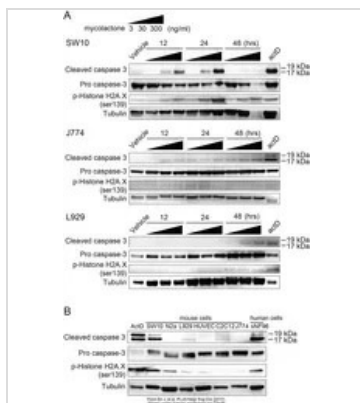 A
mycolactone 3 30 300 (ng/ml)
SW10
Vehicle 12 24 48 (hrs) actD
Cleaved caspase 3 19 kDa
17 kDa
Pro caspase-3
p-Histone H2A.X
(ser139)
Tubulin
J774
Vehicle 12 24 48 (hrs) actD
Cleaved caspase 3 19 kDa
17 kDa
Pro caspase-3
p-Histone H2A.X
(ser139)
Tubulin
L929
Vehicle 12 24 48 (hrs) actD
Cleaved caspase 3 19 kDa
17 kDa
Pro caspase-3
p-Histone H2A.X
(ser139)
Tubulin
B
mouse cells human cells
ActD SW10 N2a L929 HUVEC C2C12
Cleaved caspase 3 19 kDa
17 kDa
Pro caspase-3
p-Histone H2A.X
(ser139)
Tubulin